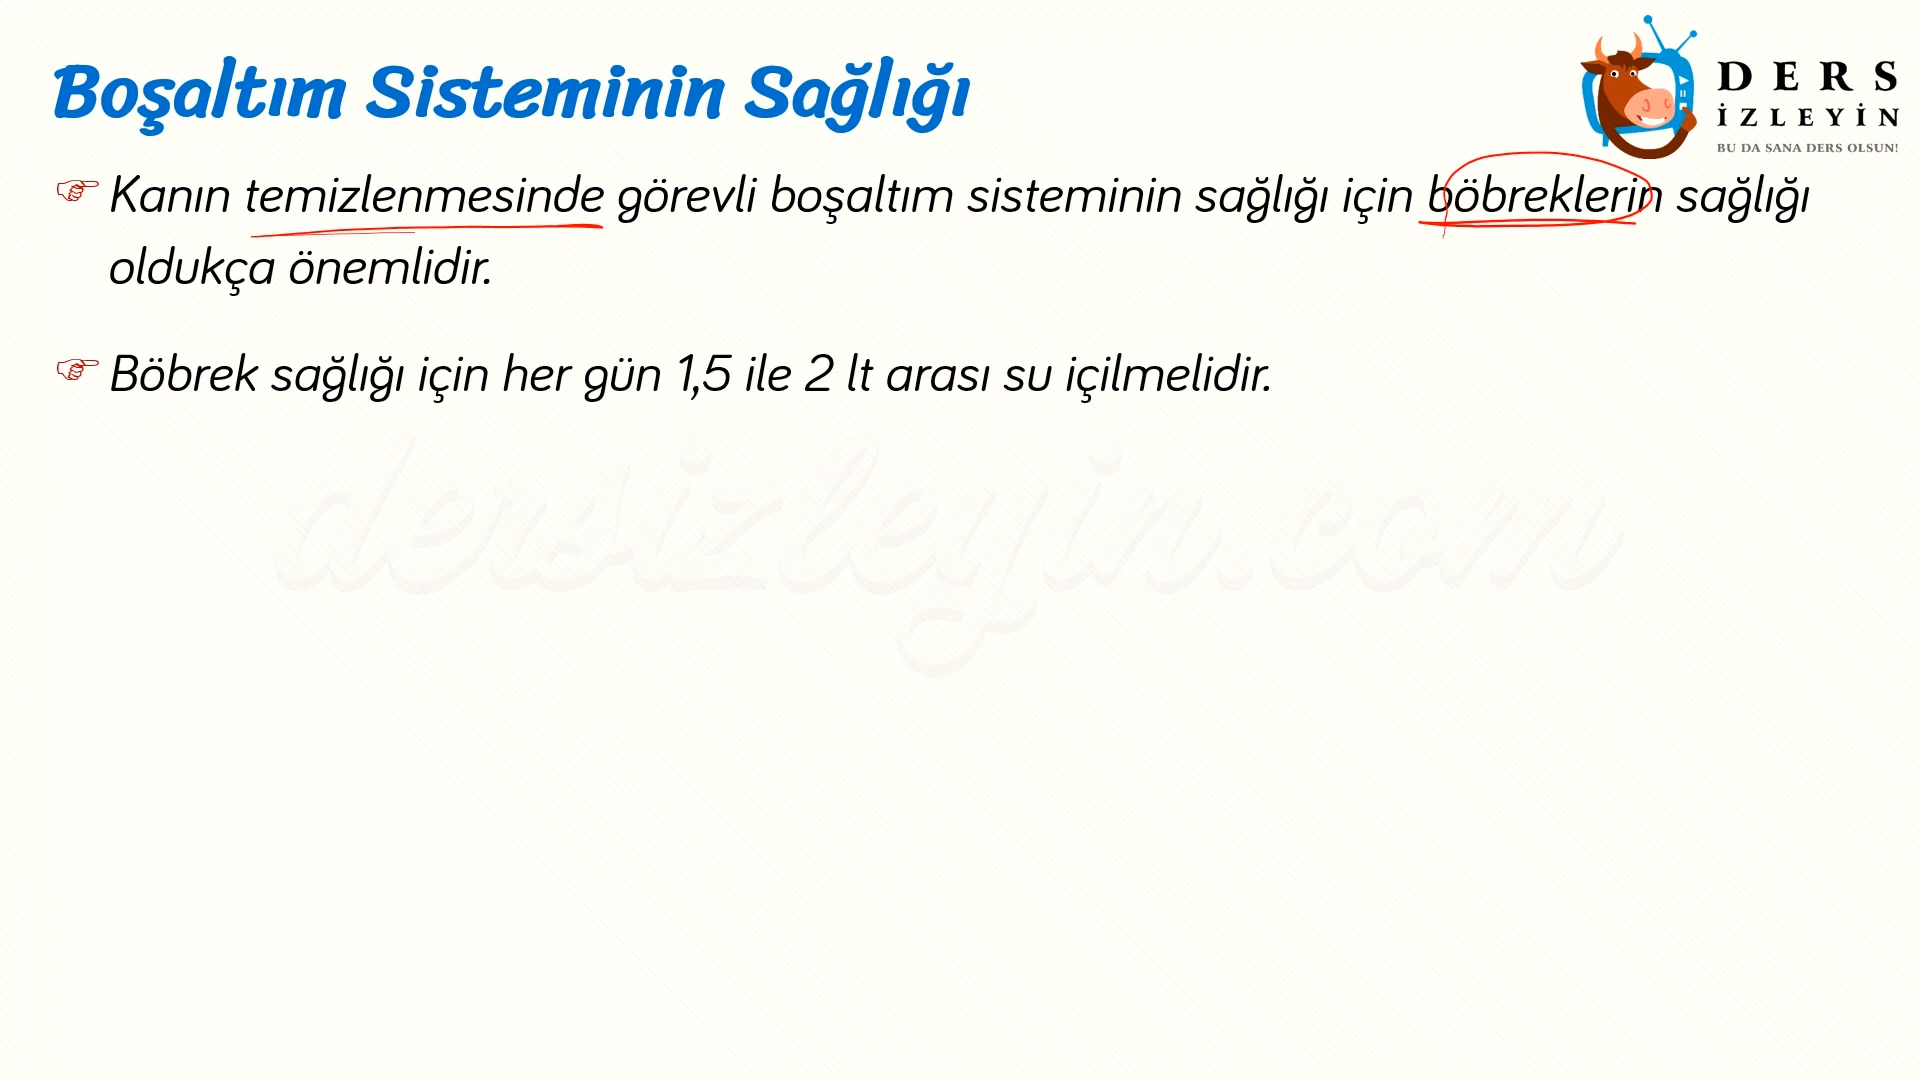 Boşaltım Sisteminin Sağlığı
DERS
İZLEYİN
BU DA SANA DERS OLSUN!
☞ Kanın temizlenmesinde görevli boşaltım sisteminin sağlığı için böbreklerin sağlığı
oldukça önemlidir.
☞ Böbrek sağlığı için her gün 1,5 ile 2 lt arası su içilmelidir.
dersizleyin.com